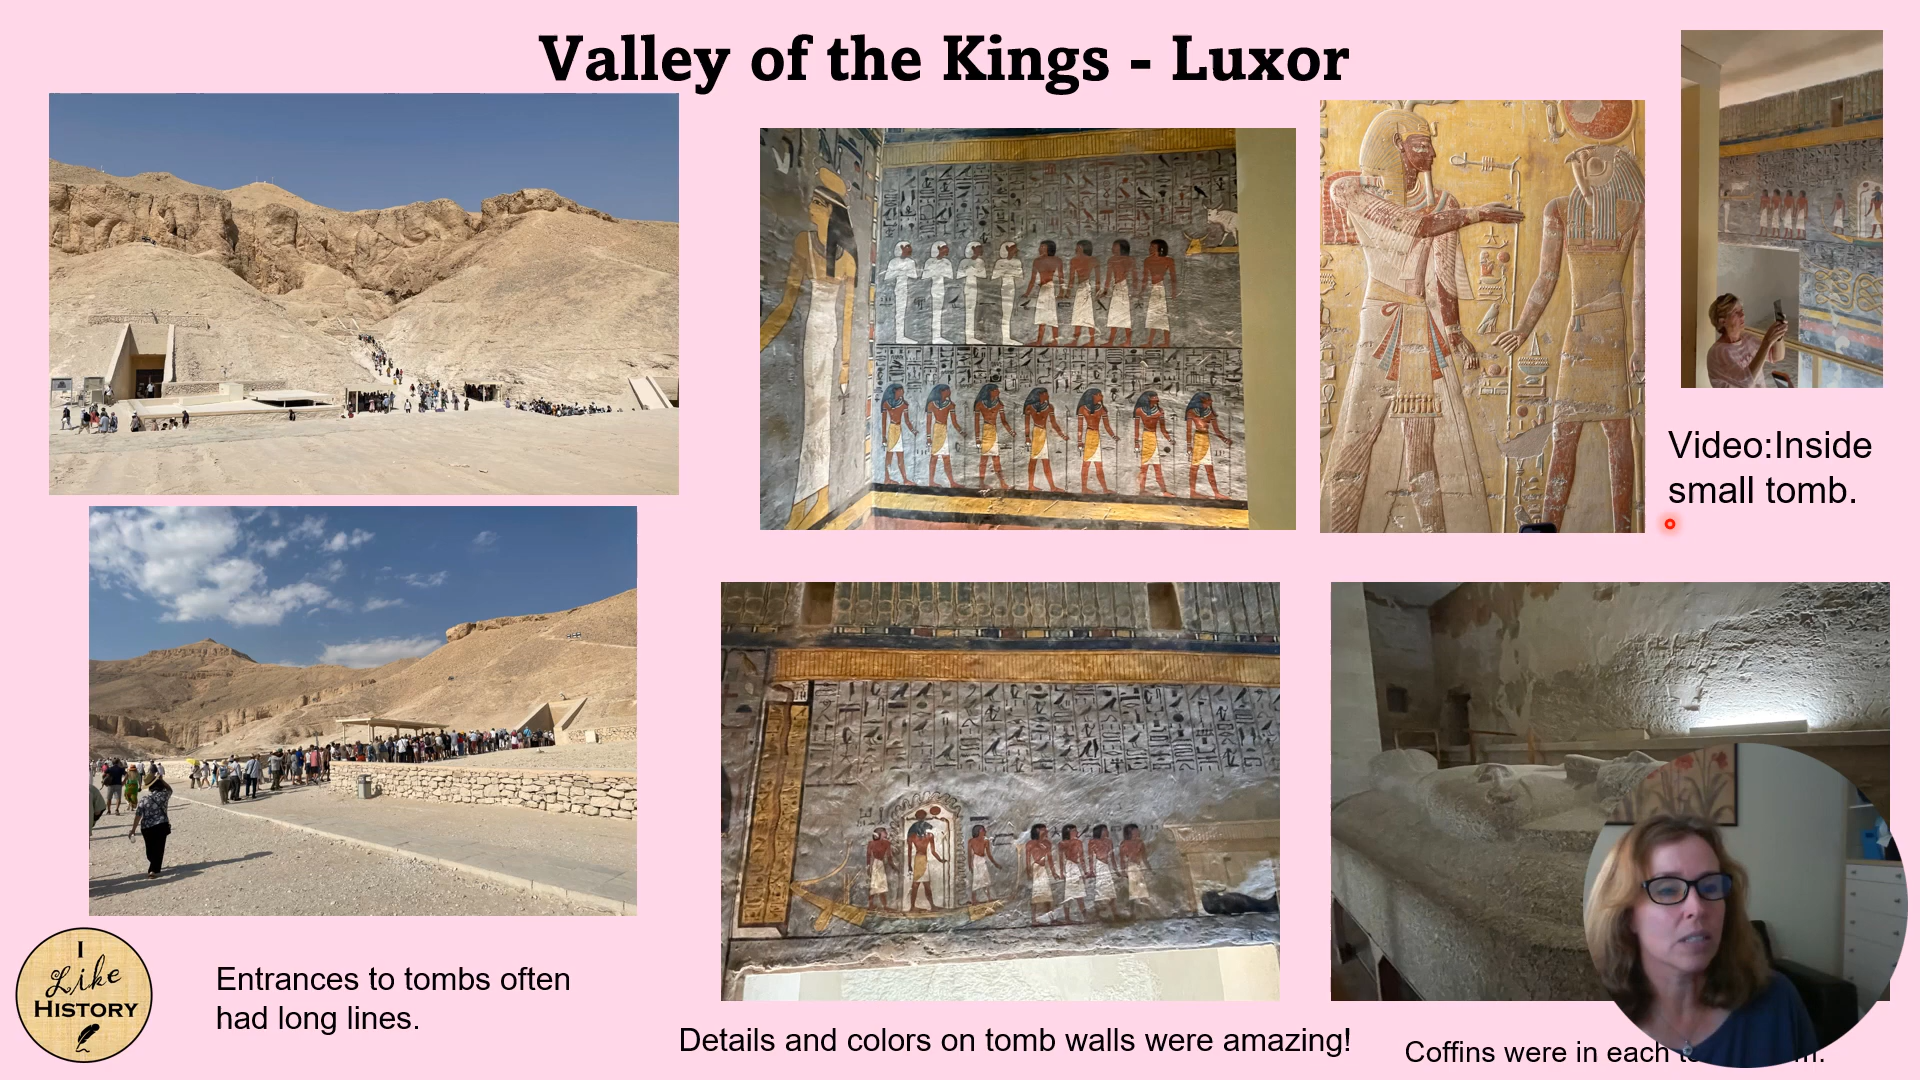 Valley of the Kings - Luxor
Video:Inside
small tomb.
I
Like
HISTORY
Entrances to tombs often
had long lines.
Details and colors on tomb walls were amazing!
Coffins were in each